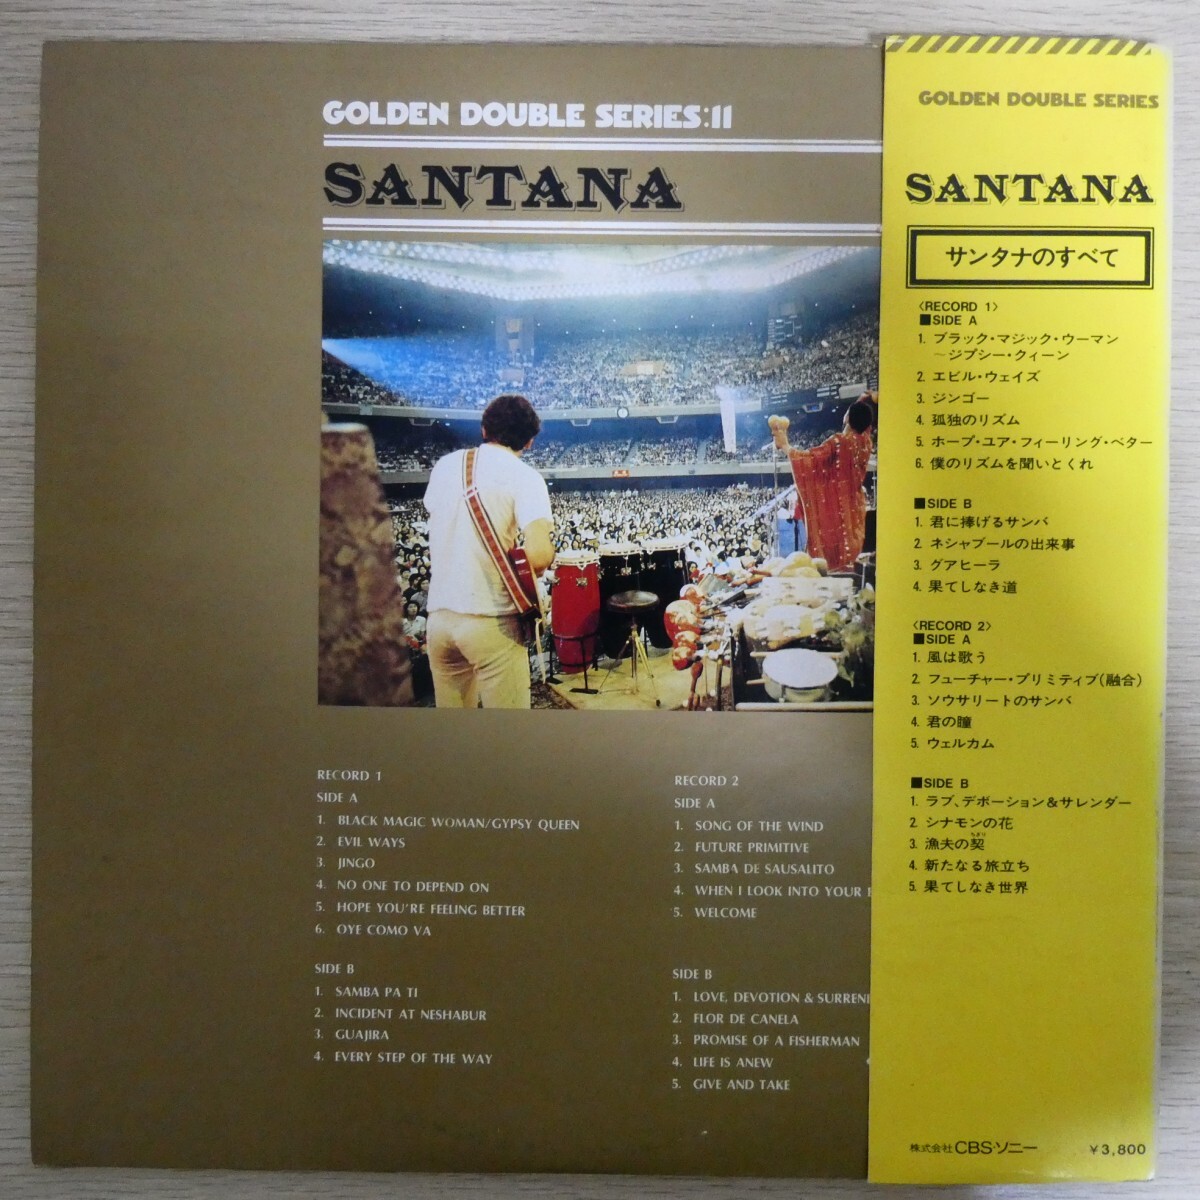 GOLDEN DOUBLE SERIES:11
SANTANA
RECORD 1
SIDE A
1. BLACK MAGIC WOMAN/GYPSY QUEEN
2. EVIL WAYS
3. JINGO
4. NO ONE TO DEPEND ON
5. HOPE YOU'RE FEELING BETTER
6. OYE COMO VA
SIDE B
1. SAMBA PA TI
2. INCIDENT AT NESHABUR
3. GUAJIRA
4. EVERY STEP OF THE WAY
RECORD 2
SIDE A
1. SONG OF THE WIND
2. FUTURE PRIMITIVE
3. SAMBA DE SAUSALITO
4. WHEN I LOOK INTO YOUR
5. WELCOME
SIDE B
1. LOVE, DEVOTION & SURREN
2. FLOR DE CANELA
3. PROMISE OF A FISHERMAN
4. LIFE IS ANEW
5. GIVE AND TAKE
GOLDEN DOUBLE SERIES
SANTANA
サンタナのすべて
〈RECORD 1〉
■SIDE A
1. ブラック・マジック・ウーマン
〜ジプシー・クィーン
2. エビル・ウェイズ
3. ジンゴー
4. 孤独のリズム
5. ホープ・ユア・フィーリング・ベター
6. 僕のリズムを聞いとくれ
■SIDE B
1. 君に捧げるサンバ
2. ネシャブールの出来事
3. グアヒーラ
4. 果てしなき道
〈RECORD 2〉
■SIDE A
1. 風は歌う
2. フューチャー・プリミティブ(融合)
3. ソウサリートのサンバ
4. 君の瞳
5. ウェルカム
■SIDE B
1. ラブ、デボーション&サレンダー
2. シナモンの花
3. 漁夫の契
4. 新たなる旅立ち
5. 果てしなき世界
株式会社 CBS・ソニー ¥3,800